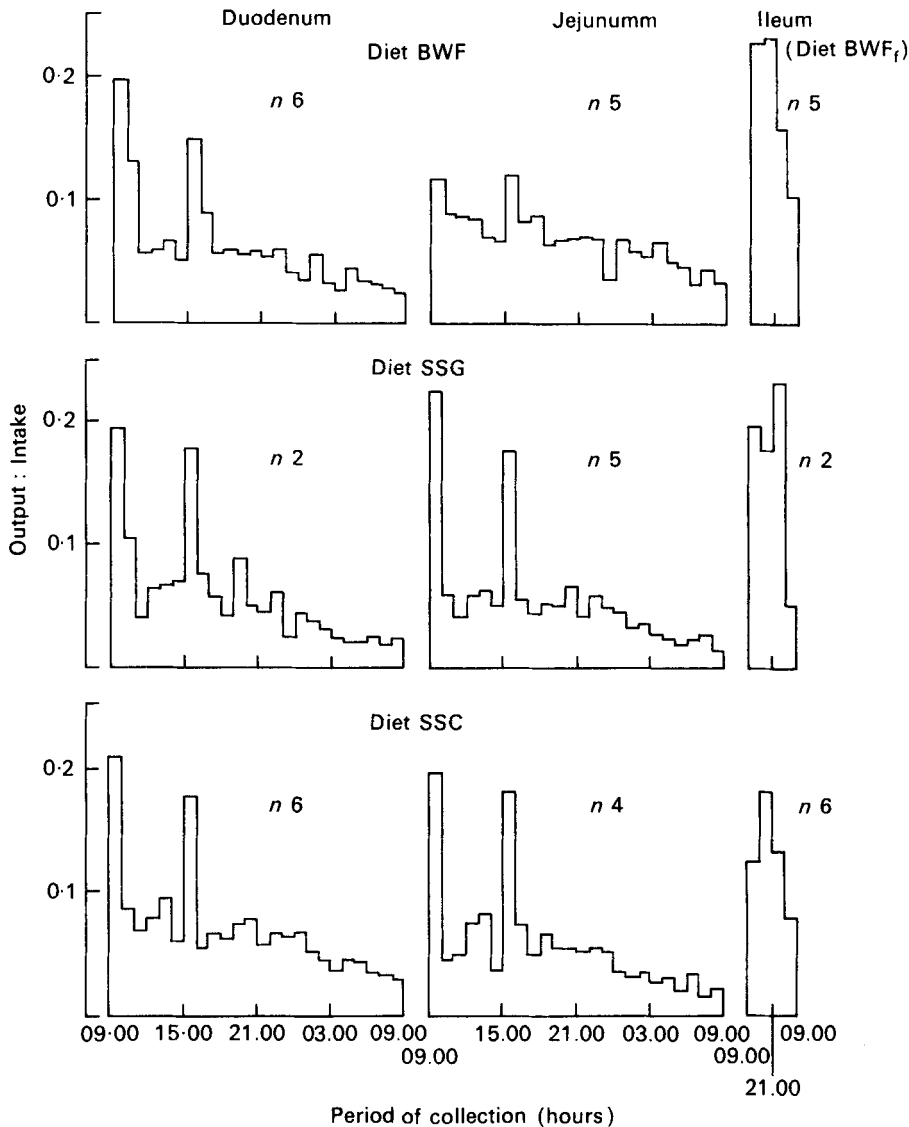 Duodenum Jejunumm Ileum
Diet BWF (Diet BWFf)
n 6 n 5 n 5
0·2
0·1
Diet SSG
n 2 n 5 n 2
0·2
0·1
Output : Intake
Diet SSC
n 6 n 4 n 6
0·2
0·1
09·00 15·00 21.00 03.00 09.00 15.00 21.00 03.00 09.00 09.00
09.00 09.00
21.00
Period of collection (hours)